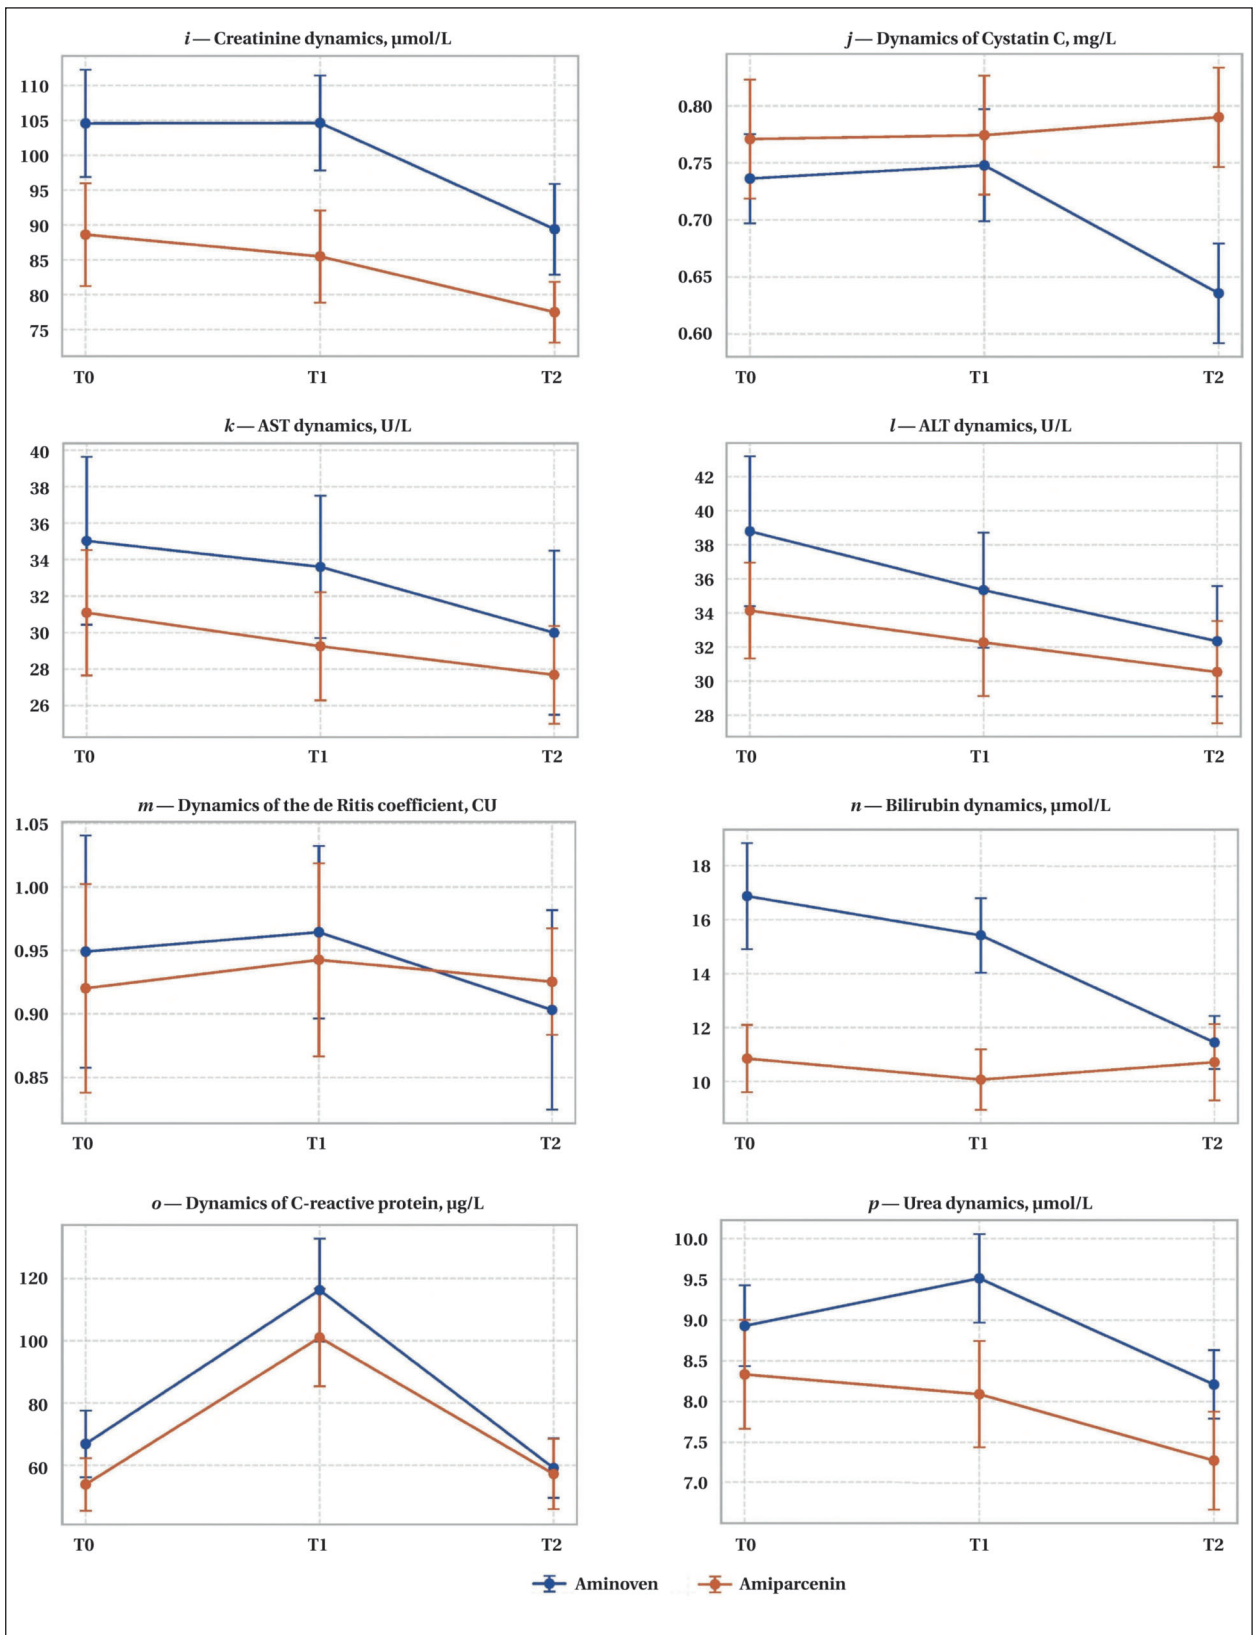 i — Creatinine dynamics, µmol/L
110
105
100
95
90
85
80
75
T0
T1
T2
j — Dynamics of Cystatin C, mg/L
0.80
0.75
0.70
0.65
0.60
T0
T1
T2
k — AST dynamics, U/L
40
38
36
34
32
30
28
26
T0
T1
T2
l — ALT dynamics, U/L
42
40
38
36
34
32
30
28
T0
T1
T2
m — Dynamics of the de Ritis coefficient, CU
1.05
1.00
0.95
0.90
0.85
T0
T1
T2
n — Bilirubin dynamics, µmol/L
18
16
14
12
10
T0
T1
T2
o — Dynamics of C-reactive protein, µg/L
120
100
80
60
T0
T1
T2
p — Urea dynamics, µmol/L
10.0
9.5
9.0
8.5
8.0
7.5
7.0
T0
T1
T2
Aminoven
Amiparcenin